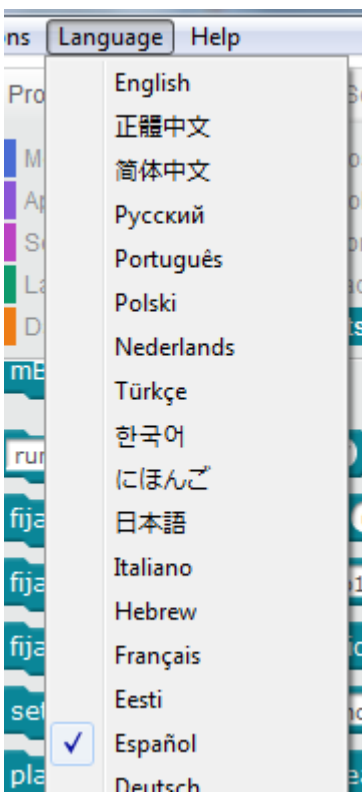 Language Help
English
正體中文
简体中文
Русский
Português
Polski
Nederlands
Türkçe
한국어
にほんご
日本語
Italiano
Hebrew
Français
Eesti
Español
Deutsch